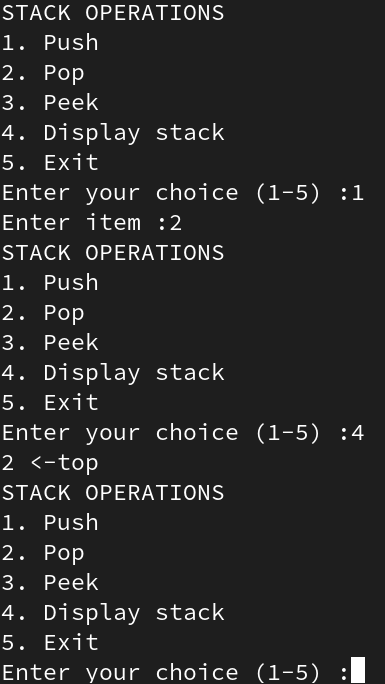 STACK OPERATIONS
1. Push
2. Pop
3. Peek
4. Display stack
5. Exit
Enter your choice (1-5) :1
Enter item :2
STACK OPERATIONS
1. Push
2. Pop
3. Peek
4. Display stack
5. Exit
Enter your choice (1-5) :4
2 <-top
STACK OPERATIONS
1. Push
2. Pop
3. Peek
4. Display stack
5. Exit
Enter your choice (1-5) :